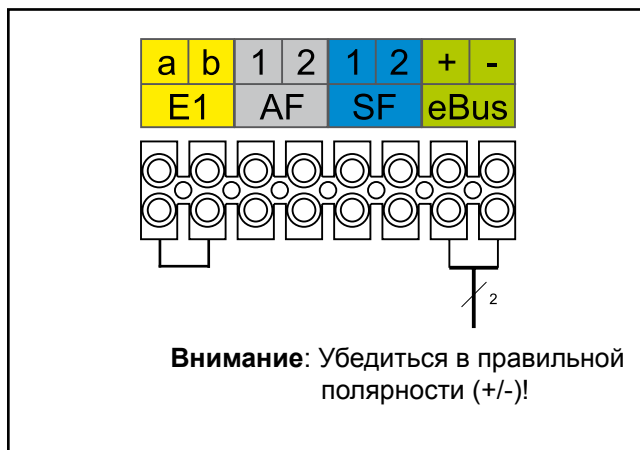 a b 1 2 1 2 + -
E1 AF SF eBus
2
Внимание: Убедиться в правильной
полярности (+/-)!